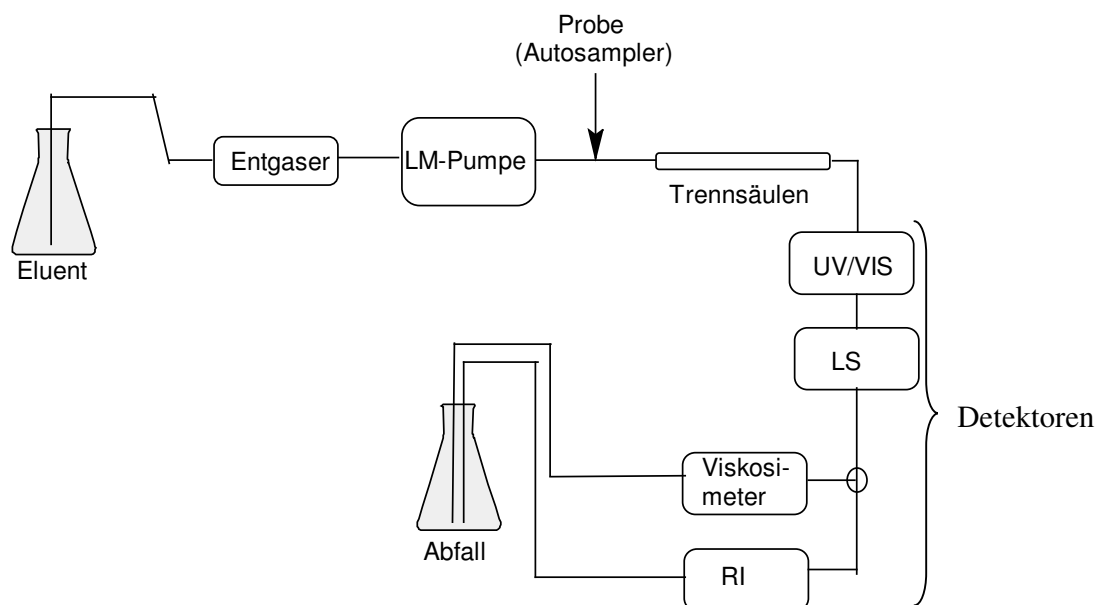 Probe
(Autosampler)
Entgaser
LM-Pumpe
Trennsäulen
Eluent
UV/VIS
LS
Detektoren
Viskosi-
meter
Abfall
RI